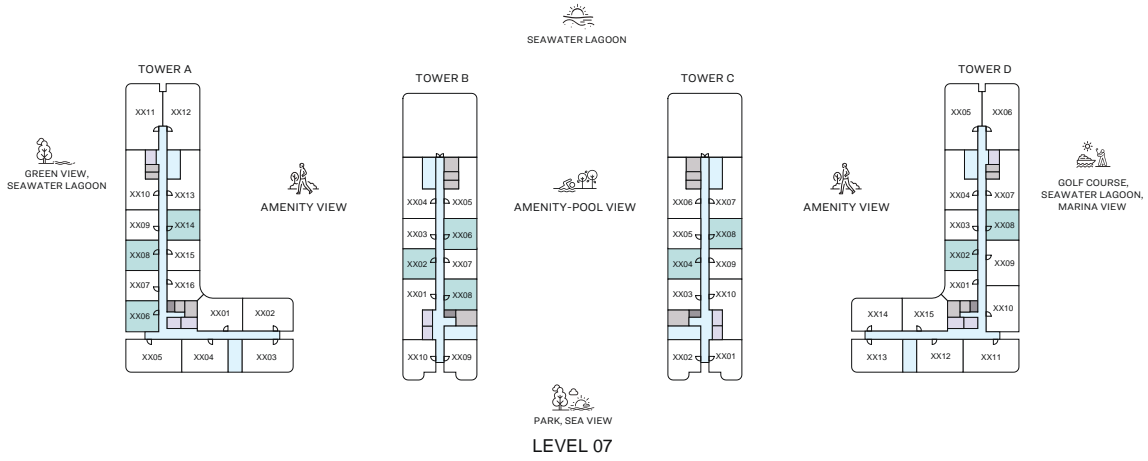 SEAWATER LAGOON
TOWER A
TOWER B
TOWER C
TOWER D
GREEN VIEW,
SEAWATER LAGOON
AMENITY VIEW
AMENITY-POOL VIEW
AMENITY VIEW
GOLF COURSE,
SEAWATER LAGOON,
MARINA VIEW
XX11 XX12
XX10 XX13
XX09 XX14
XX08 XX15
XX07 XX16
XX06 XX01 XX02
XX05 XX04 XX03
XX04 XX05
XX03 XX06
XX02 XX07
XX01 XX08
XX10 XX09
XX06 XX07
XX05 XX08
XX04 XX09
XX03 XX10
XX02 XX01
XX05 XX06
XX04 XX07
XX03 XX08
XX02 XX09
XX01
XX14 XX15 XX10
XX13 XX12 XX11
PARK, SEA VIEW
LEVEL 07